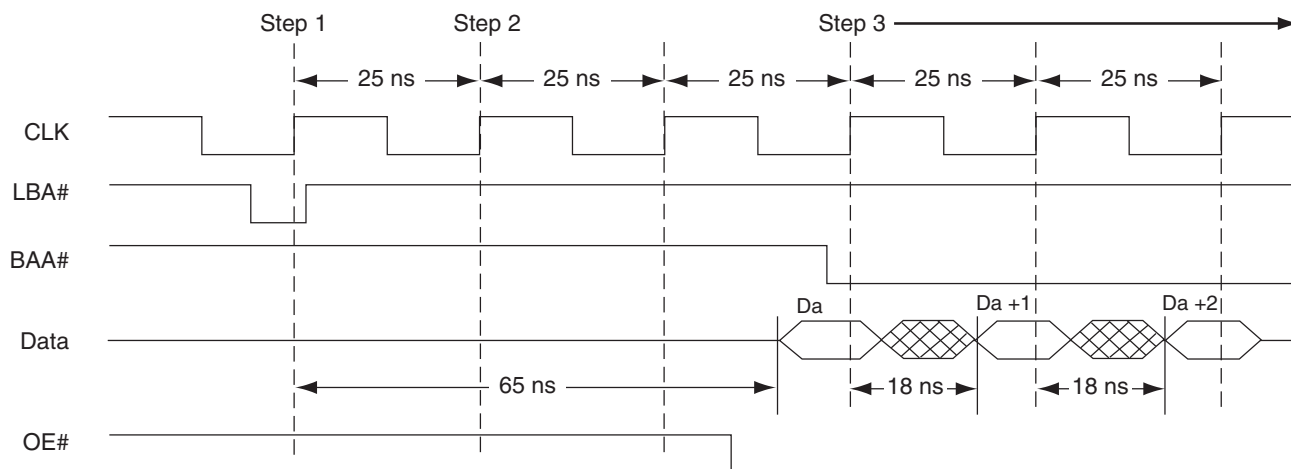 Step 1 Step 2 Step 3
25 ns 25 ns 25 ns 25 ns 25 ns
CLK
LBA#
BAA#
Da Da +1 Da +2
Data
65 ns 18 ns 18 ns
OE#